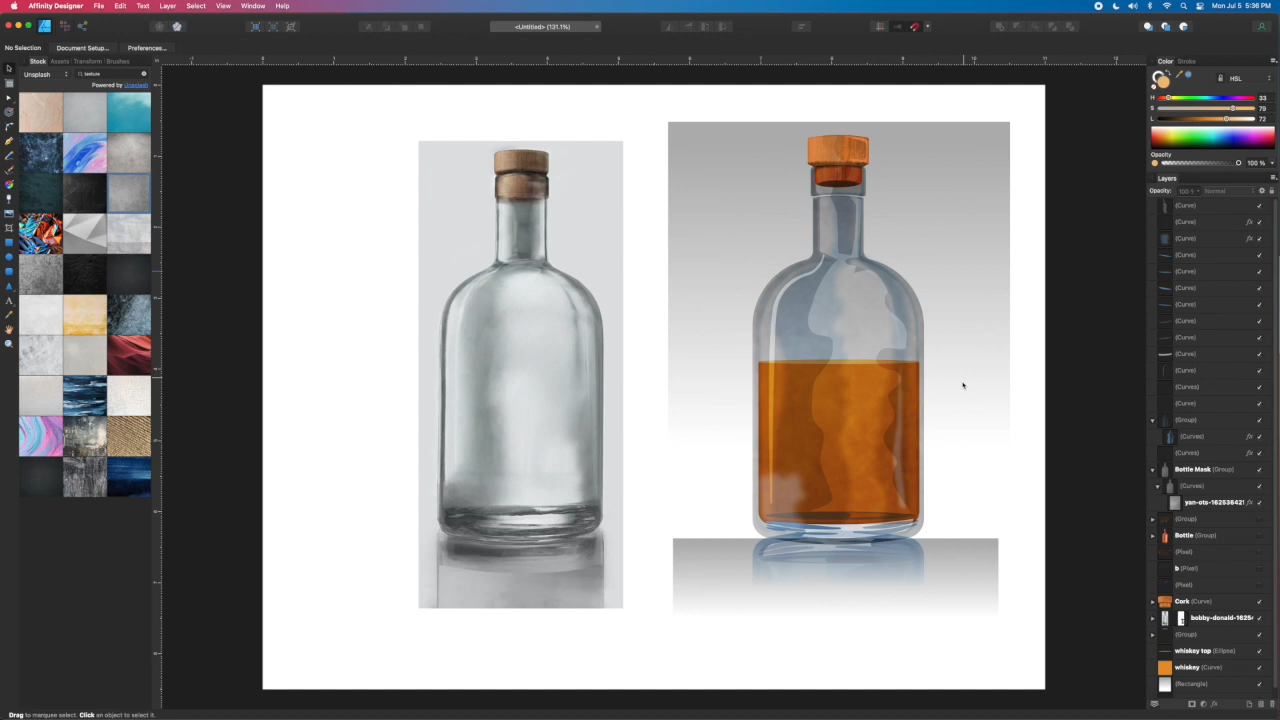 Affinity Designer File Edit Text Layer Select View Window Help
Mon Jul 5 5:36 PM
<Untitled> (131.1%)
No Selection Document Setup... Preferences...
Stock Assets Transform Brushes
Unsplash texture
Powered by Unsplash
Color Stroke
HSL
H 33
S 79
L 72
Opacity
100 %
Layers
Opacity: 100 % Normal
(Curve)
(Curve)
(Curve)
(Curve)
(Curve)
(Curve)
(Curve)
(Curve)
(Curve)
(Curve)
(Curve)
(Curves)
(Curve)
(Group)
(Curves)
(Curves)
Bottle Mask (Group)
(Curves)
yan-ots-162536421
(Group)
Bottle (Group)
(Pixel)
b (Pixel)
(Pixel)
Cork (Curve)
bobby-donald-1625
(Group)
whiskey top (Ellipse)
whiskey (Curve)
(Rectangle)
Drag to marquee select. Click an object to select it.